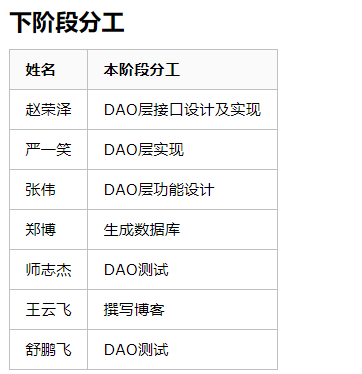 下阶段分工
姓名 本阶段分工
赵荣泽 DAO层接口设计及实现
严一笑 DAO层实现
张伟 DAO层功能设计
郑博 生成数据库
师志杰 DAO测试
王云飞 撰写博客
舒鹏飞 DAO测试